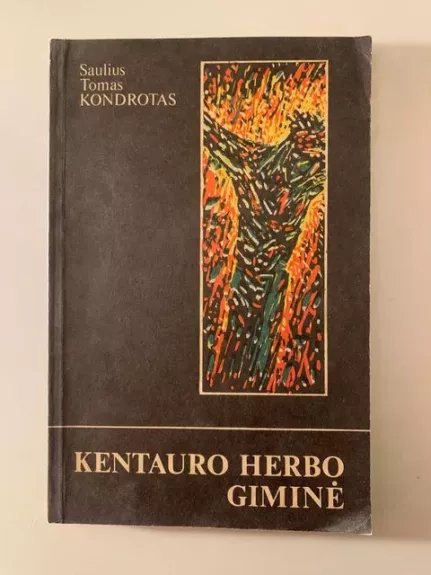 Saulius
Tomas
KONDROTAS
KENTAURO HERBO
GIMINĖ